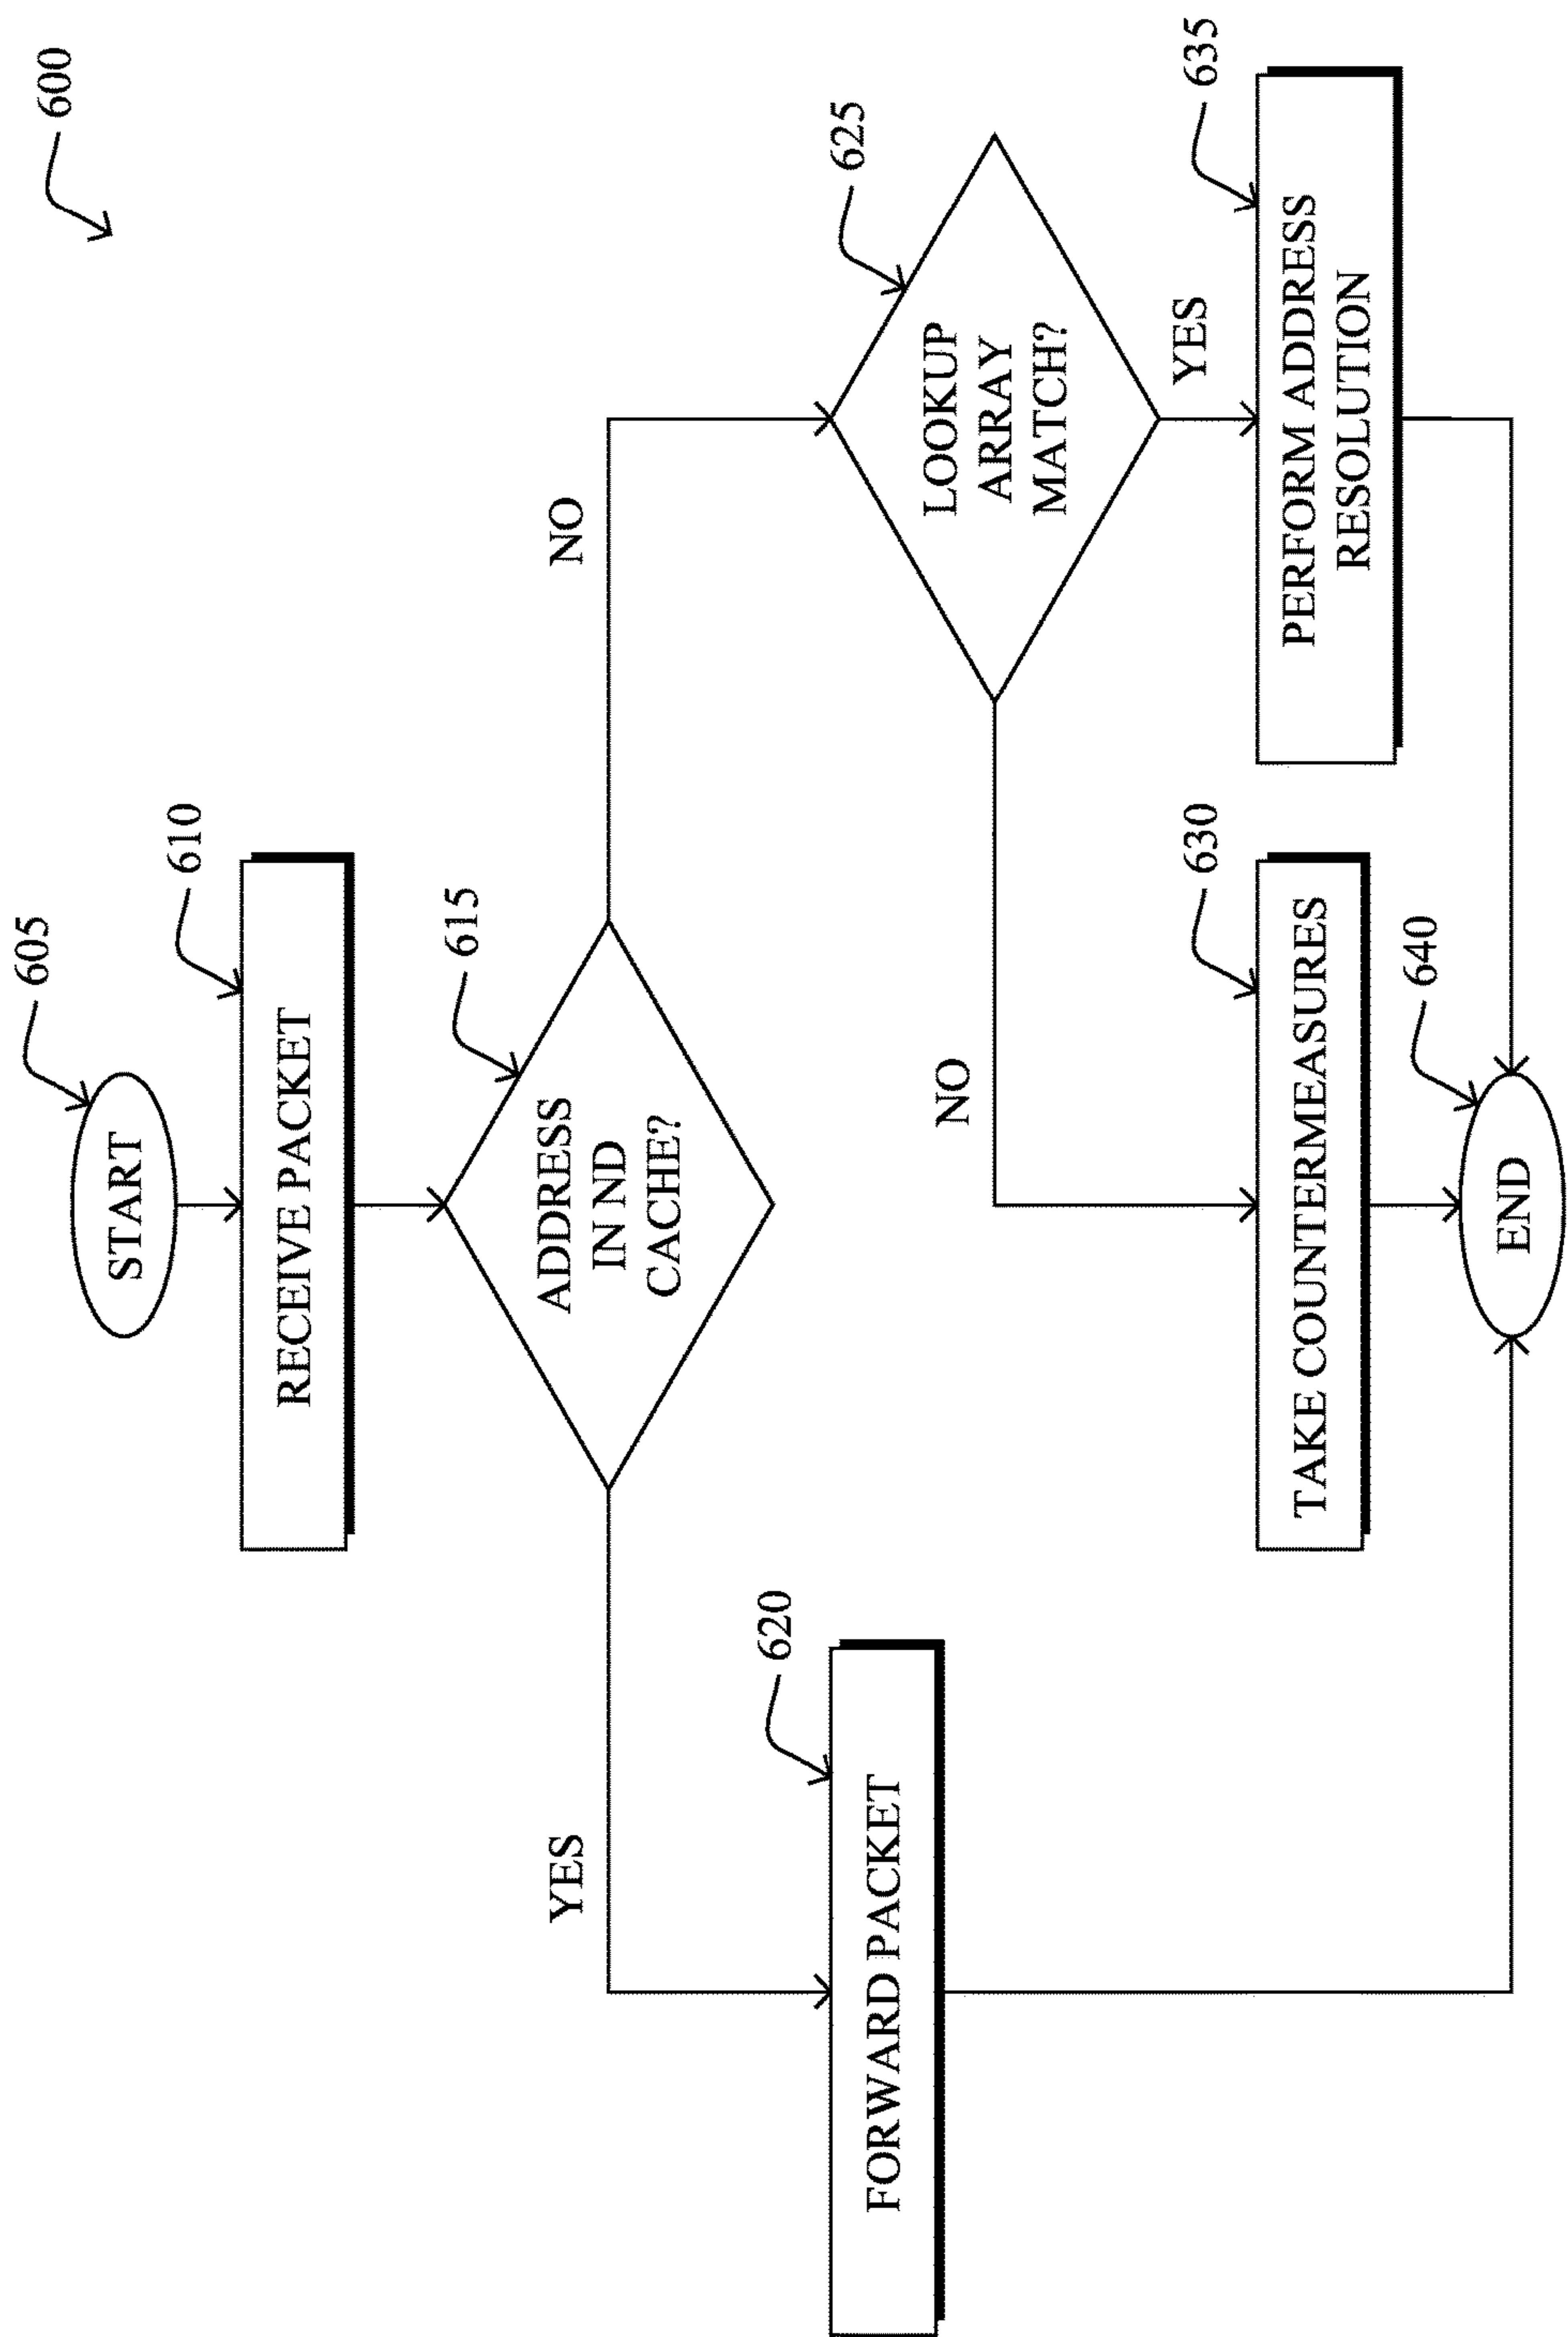 600
605
START
610
RECEIVE PACKET
615
ADDRESS
IN ND
CACHE?
YES
NO
620
FORWARD PACKET
625
LOOKUP
ARRAY
MATCH?
NO
YES
630
TAKE COUNTERMEASURES
635
PERFORM ADDRESS
RESOLUTION
640
END